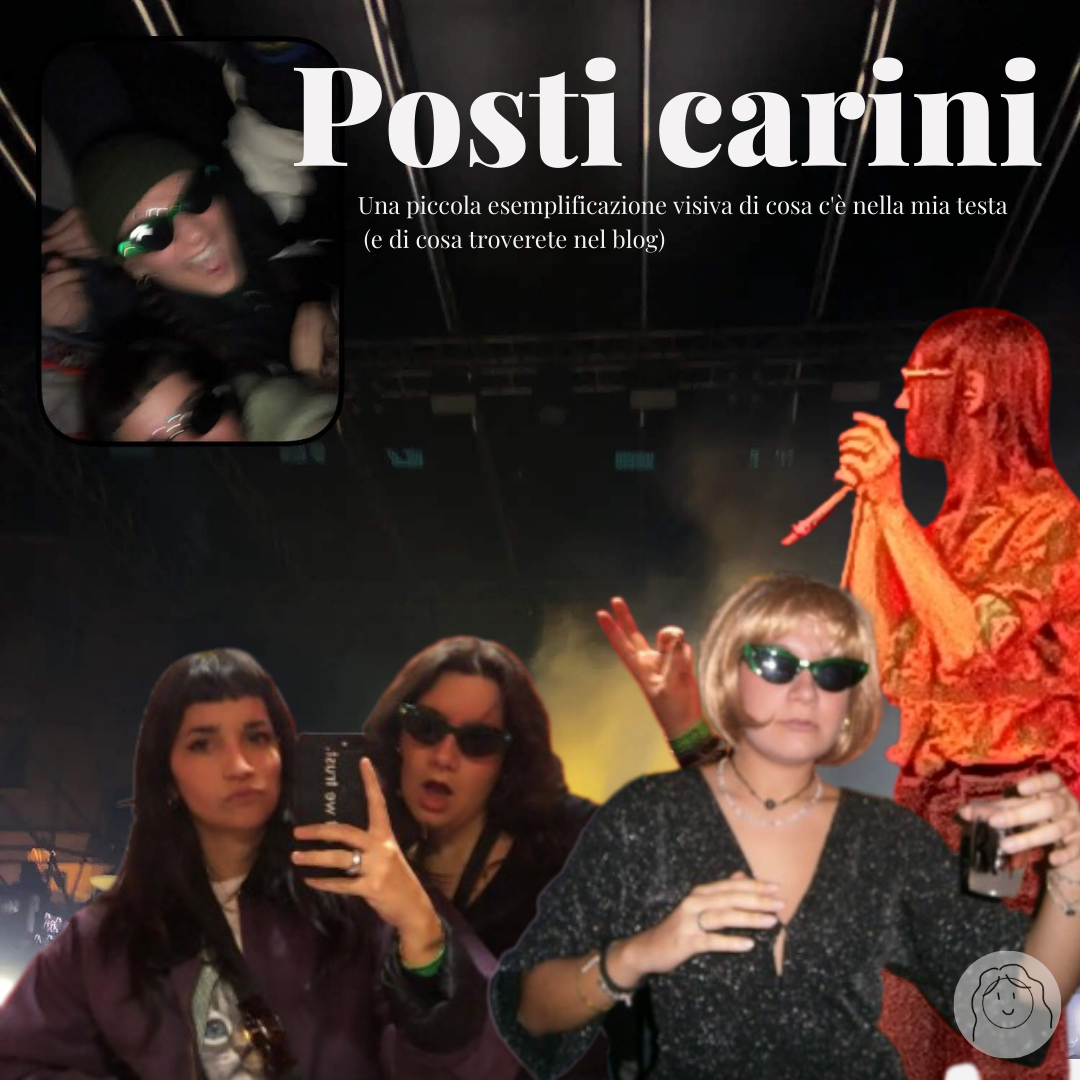 Posti carini
Una piccola esemplificazione visiva di cosa c'è nella mia testa
(e di cosa troverete nel blog)